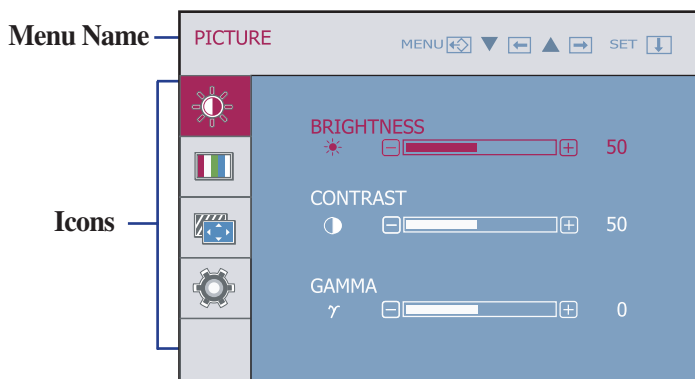 Menu Name
PICTURE
MENU SET
Icons
BRIGHTNESS
50
CONTRAST
50
GAMMA
γ 0